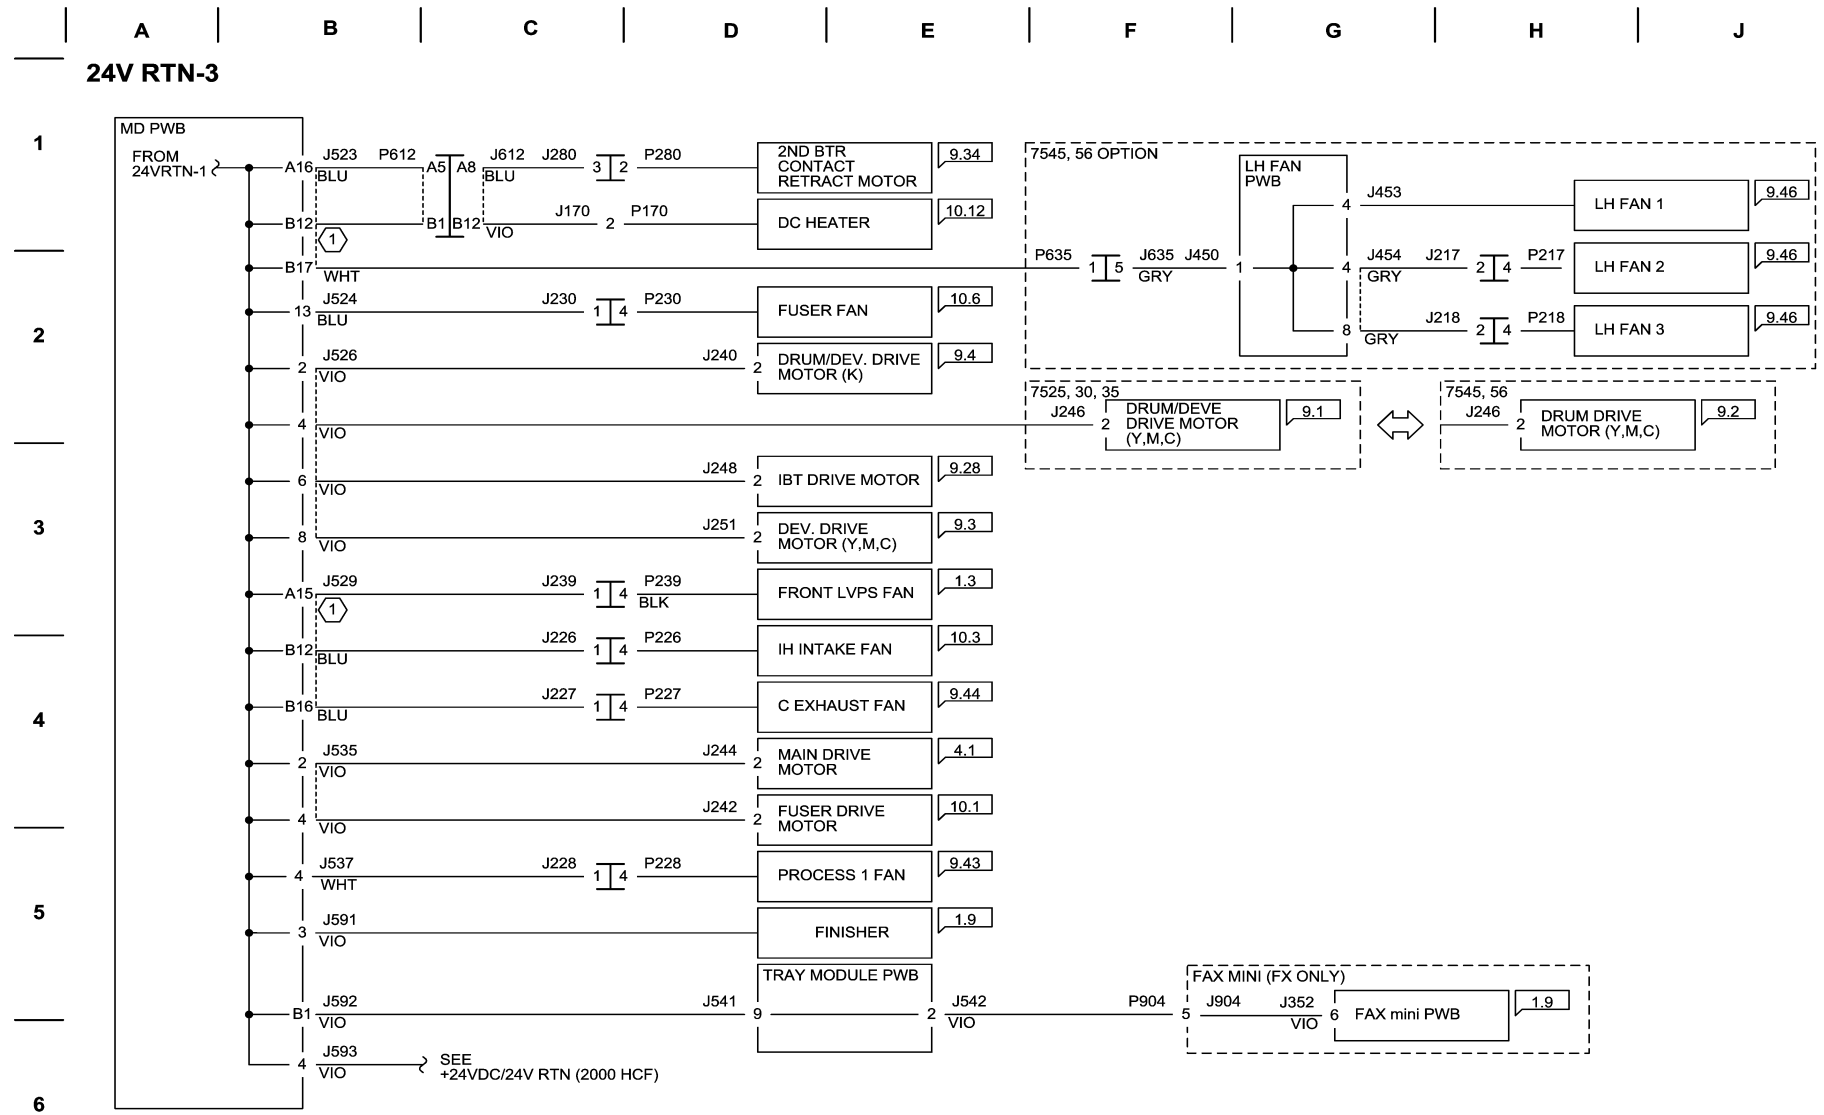 A B C D E F G H J
24V RTN-3
1
MD PWB
FROM
24VRTN-1
A16 J523 P612 A5 A8 J612 J280 3 2 P280
BLU BLU
2ND BTR
CONTACT
RETRACT MOTOR
9.34
B12 B1 B12 J170 2 P170
VIO
DC HEATER
10.12
1
7545, 56 OPTION
LH FAN
PWB
4 J453
LH FAN 1
9.46
B17
WHT
P635 1 5 J635 J450 1
GRY
4 J454 J217 2 4 P217
GRY
LH FAN 2
9.46
8 J218 2 4 P218
GRY
LH FAN 3
9.46
2
13 J524 J230 1 4 P230
BLU
FUSER FAN
10.6
2 J526 J240 2
VIO
DRUM/DEV. DRIVE
MOTOR (K)
9.4
4
VIO
7525, 30, 35
J246 2
DRUM/DEVE
DRIVE MOTOR
(Y,M,C)
9.1
7545, 56
J246 2
DRUM DRIVE
MOTOR (Y,M,C)
9.2
6 J248 2
VIO
IBT DRIVE MOTOR
9.28
3
8 J251 2
VIO
DEV. DRIVE
MOTOR (Y,M,C)
9.3
A15 J529 J239 1 4 P239
1
BLK
FRONT LVPS FAN
1.3
B12 J226 1 4 P226
BLU
IH INTAKE FAN
10.3
4
B16 J227 1 4 P227
BLU
C EXHAUST FAN
9.44
2 J535 J244 2
VIO
MAIN DRIVE
MOTOR
4.1
4 J242 2
VIO
FUSER DRIVE
MOTOR
10.1
4 J537 J228 1 4 P228
WHT
PROCESS 1 FAN
9.43
5
3 J591
VIO
FINISHER
1.9
TRAY MODULE PWB
B1 J592 J541 9 2 J542
VIO VIO
FAX MINI (FX ONLY)
P904 5 J904 J352 6
VIO
FAX mini PWB
1.9
4 J593
VIO
SEE
+24VDC/24V RTN (2000 HCF)
6